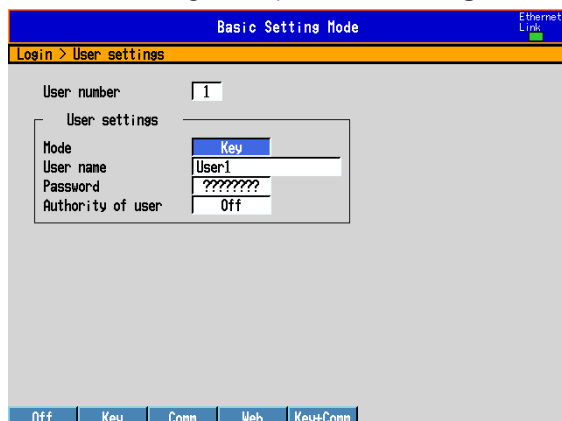 Basic Setting Mode
Ethernet
Link
Login > User settings
User number 1
User settings
Mode Key
User name User1
Password ????????
Authority of user Off
Off Key Comm Web Key+Comm